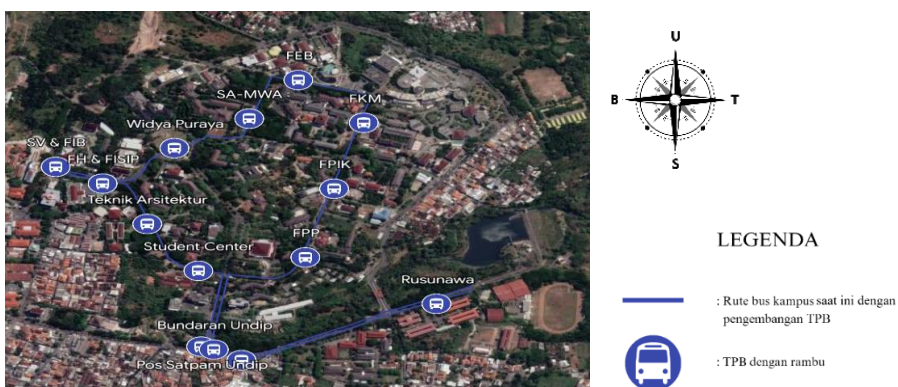 FEB
SA-MWA
FKM
Widya Puraya
SV & FIB
FH & FISIP
FPIK
Teknik Arsitektur
Student Center
FPP
Rusunawa
Bundaran Undip
Pos Satpam Undip
U
B
T
S
LEGENDA
: Rute bus kampus saat ini dengan
pengembangan TPB
: TPB dengan rambu